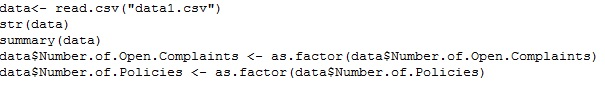 data<- read.csv("data1.csv")
str(data)
summary(data)
data$Number.of.Open.Complaints <- as.factor(data$Number.of.Open.Complaints)
data$Number.of.Policies <- as.factor(data$Number.of.Policies)